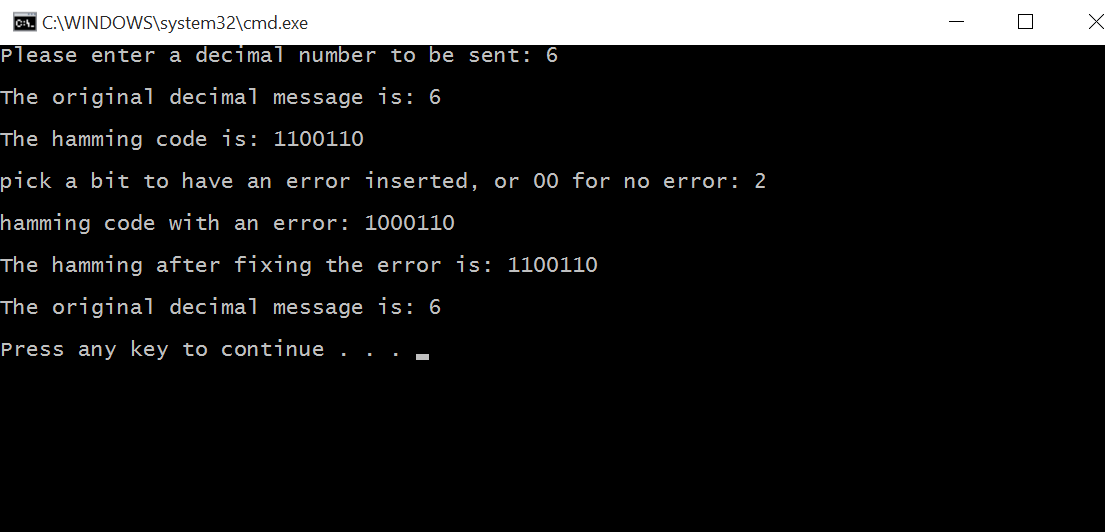 C:\WINDOWS\system32\cmd.exe
Please enter a decimal number to be sent: 6
The original decimal message is: 6
The hamming code is: 1100110
pick a bit to have an error inserted, or 00 for no error: 2
hamming code with an error: 1000110
The hamming after fixing the error is: 1100110
The original decimal message is: 6
Press any key to continue . . .